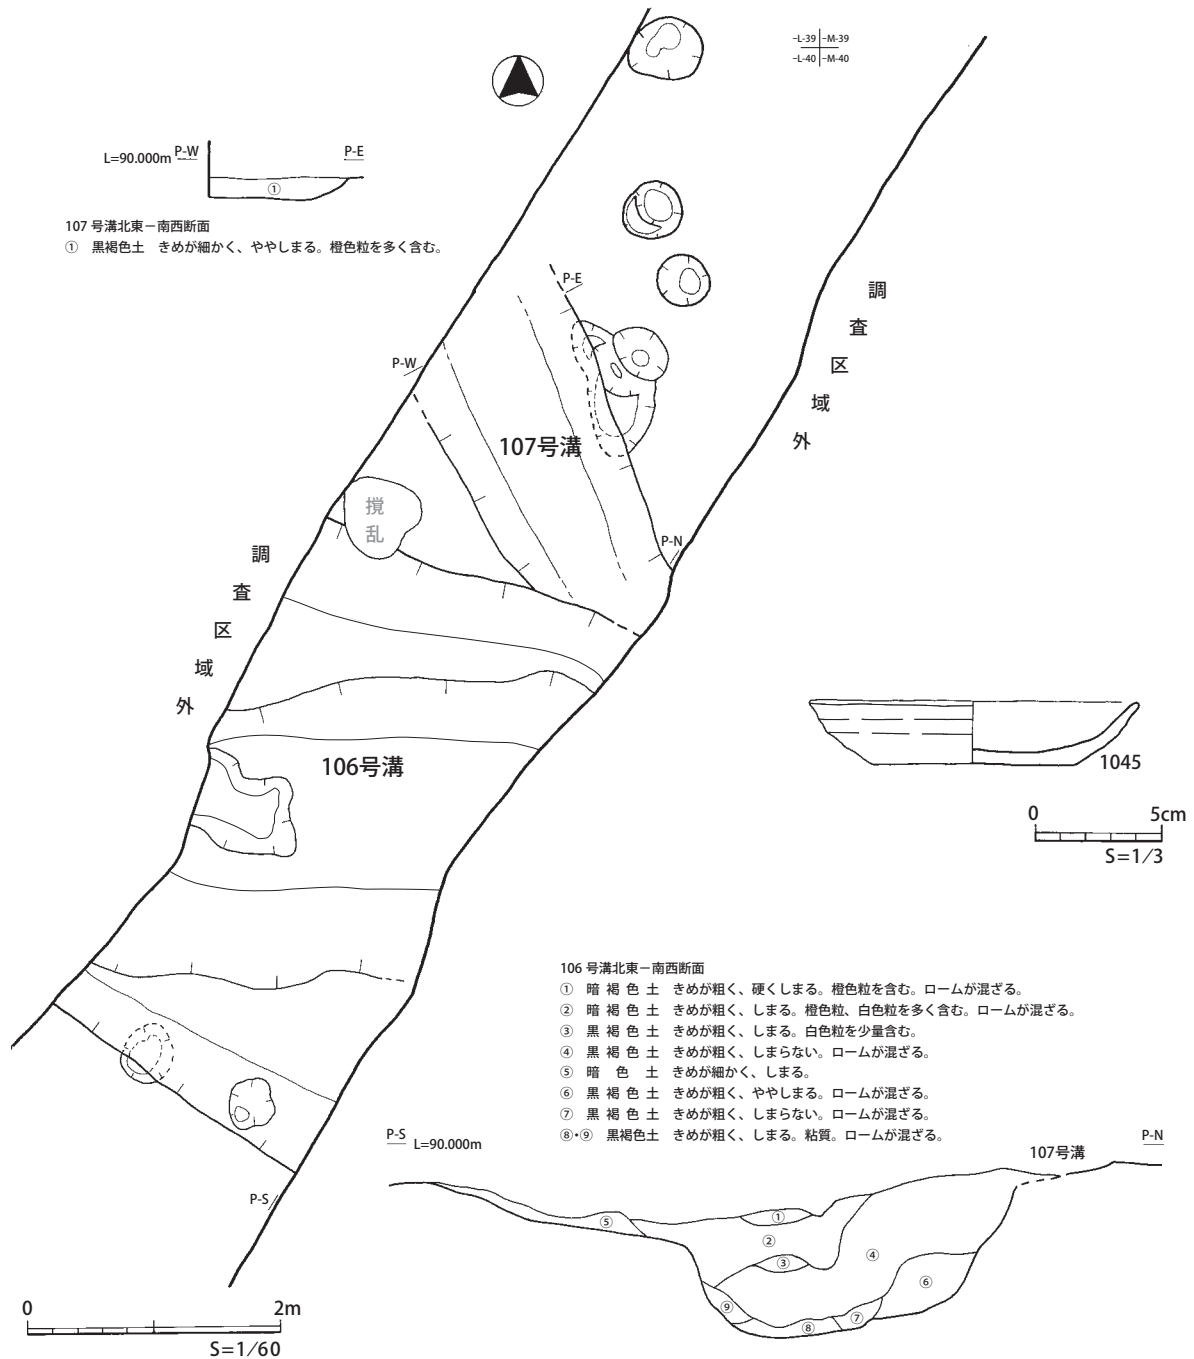 -L-39 -M-39
-L-40 -M-40
L=90.000m P-W P-E
①
107 号溝北東－南西断面
① 黒褐色土 きめが細かく、ややしまる。橙色粒を多く含む。
P-E
調査区域外
P-W
107号溝
撹乱
P-N
調査区域外
106号溝
1045
0 5cm
S=1/3
106 号溝北東－南西断面
① 暗褐色土 きめが粗く、硬くしまる。橙色粒を含む。ロームが混ざる。
② 暗褐色土 きめが粗く、しまる。橙色粒、白色粒を多く含む。ロームが混ざる。
③ 黒褐色土 きめが粗く、しまる。白色粒を少量含む。
④ 黒褐色土 きめが粗く、しまらない。ロームが混ざる。
⑤ 暗色土 きめが細かく、しまる。
⑥ 黒褐色土 きめが粗く、ややしまる。ロームが混ざる。
⑦ 黒褐色土 きめが粗く、しまらない。ロームが混ざる。
⑧・⑨ 黒褐色土 きめが粗く、しまる。粘質。ロームが混ざる。
P-S L=90.000m
P-N
107号溝
P-S
①
⑤
②
④
③
⑥
⑨
⑦
⑧
0 2m
S=1/60